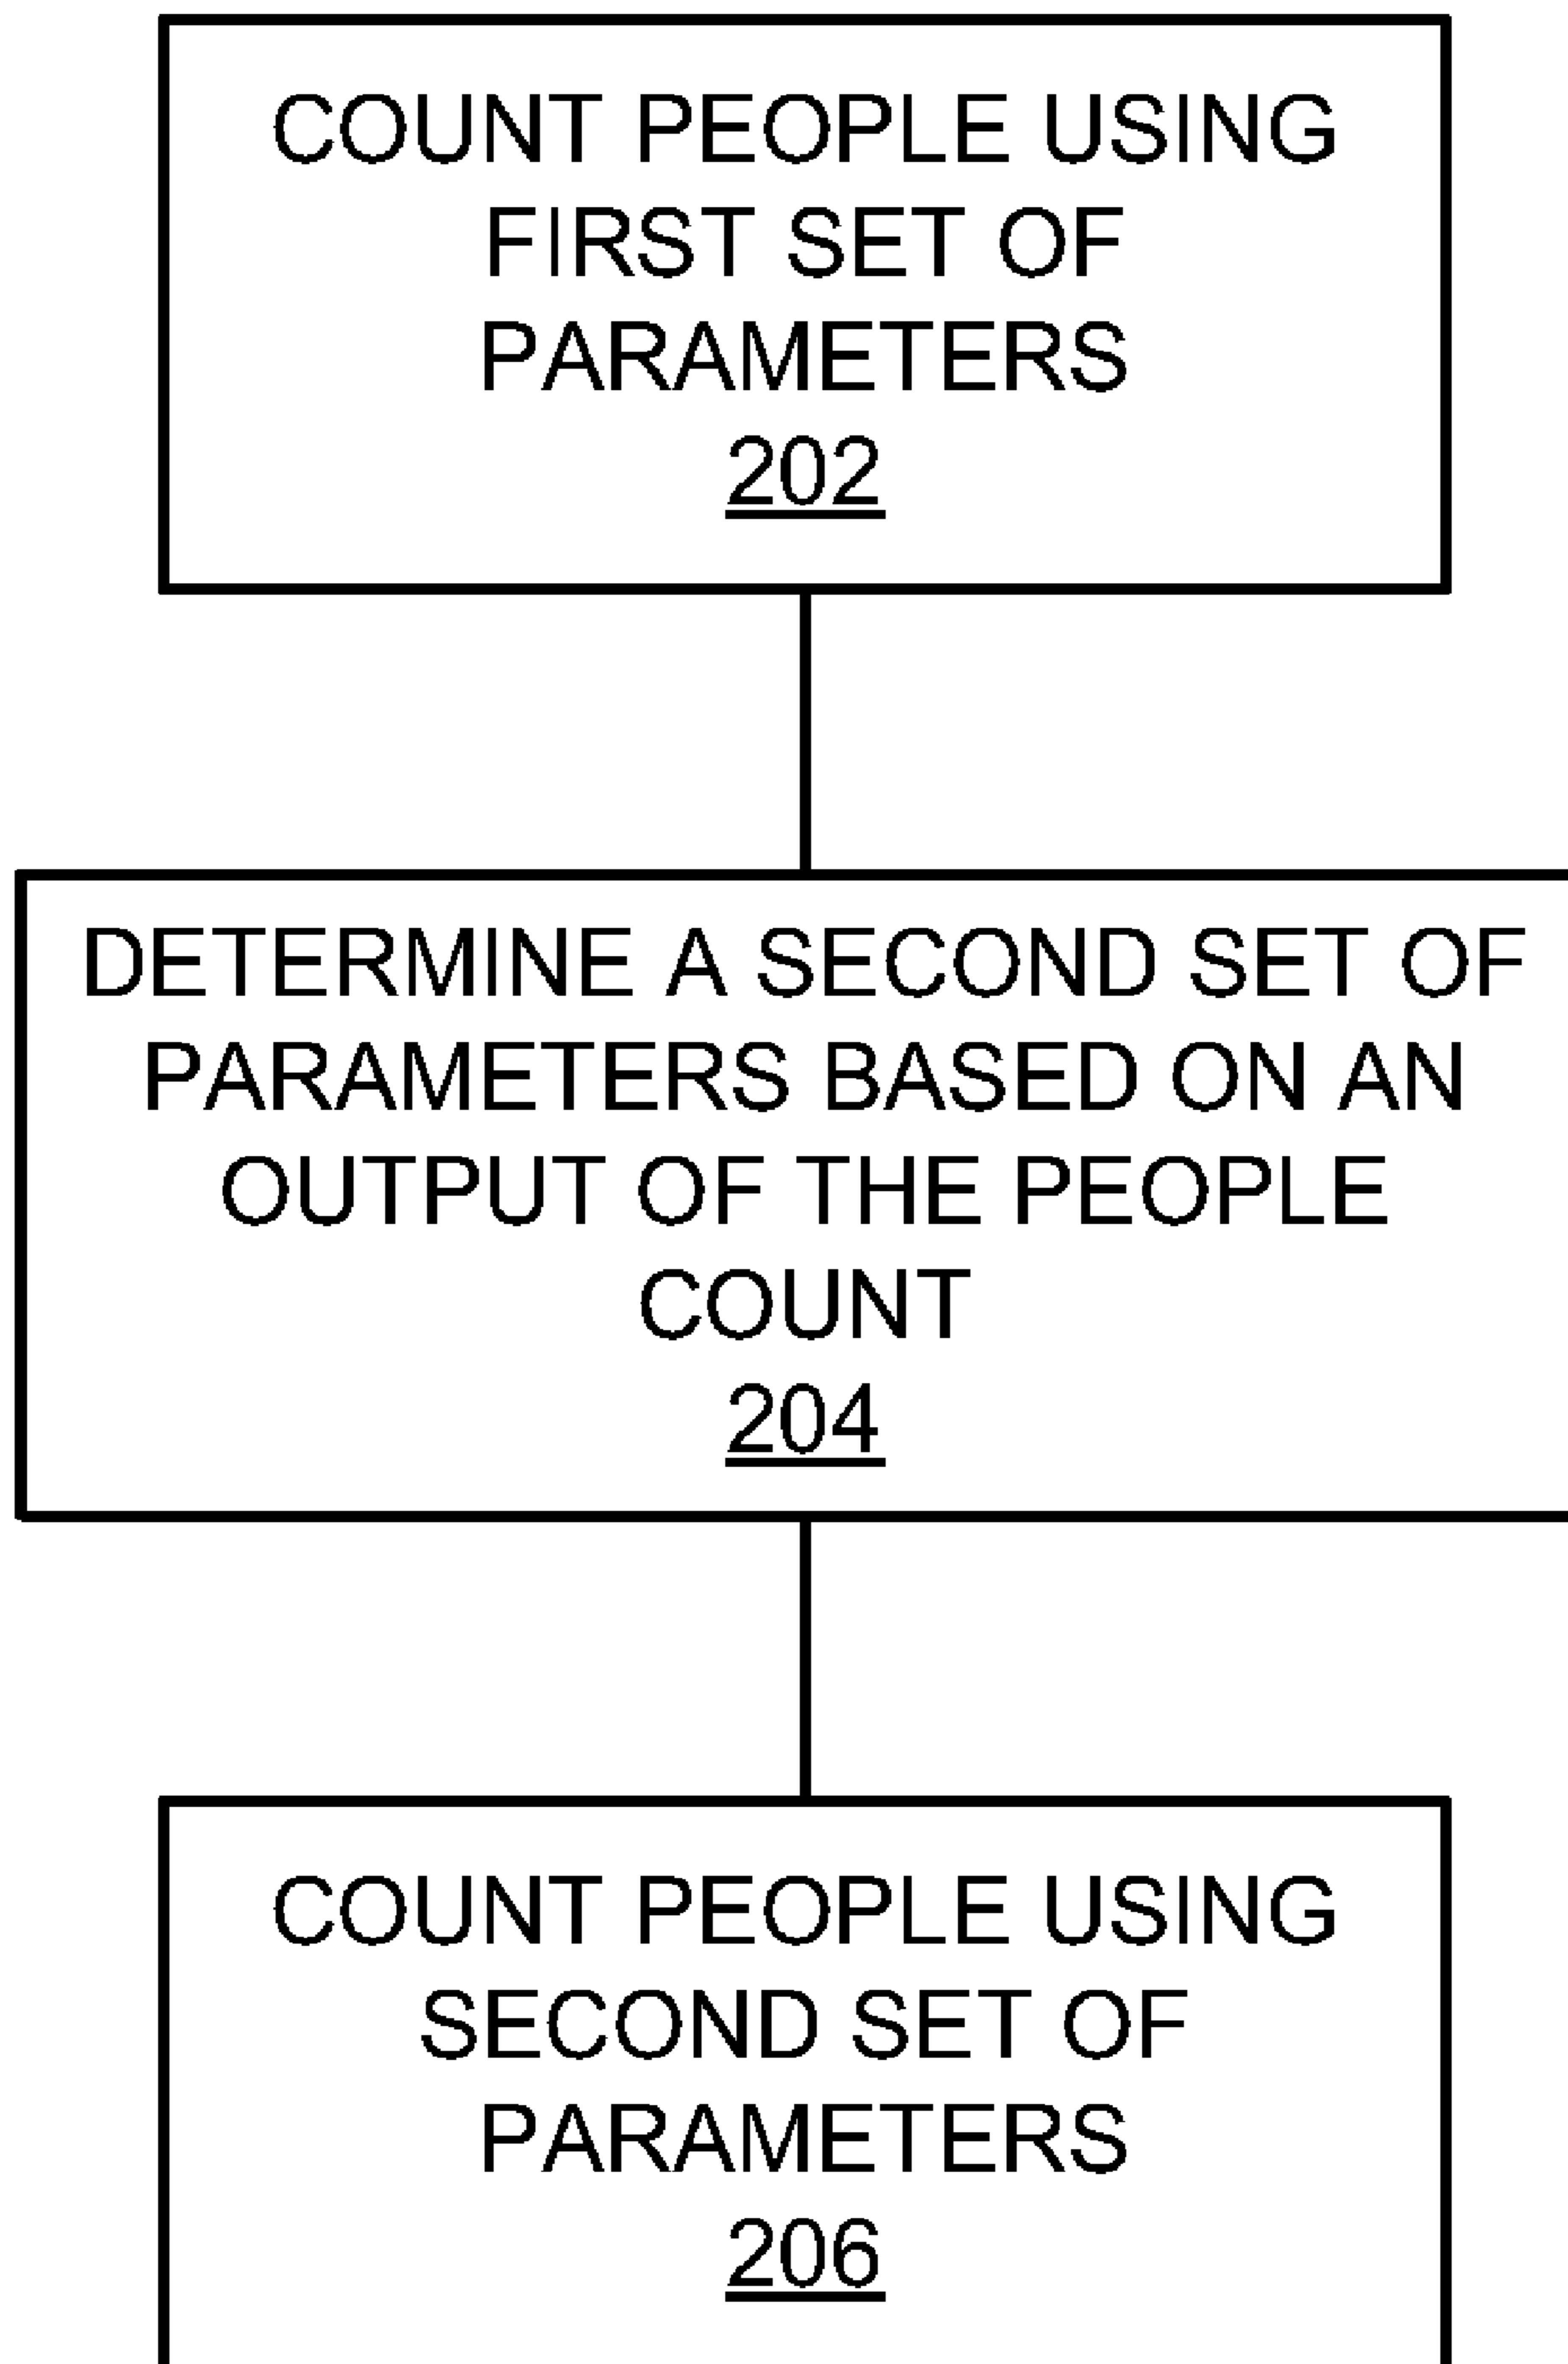 COUNT PEOPLE USING
FIRST SET OF
PARAMETERS
202
DETERMINE A SECOND SET OF
PARAMETERS BASED ON AN
OUTPUT OF THE PEOPLE
COUNT
204
COUNT PEOPLE USING
SECOND SET OF
PARAMETERS
206